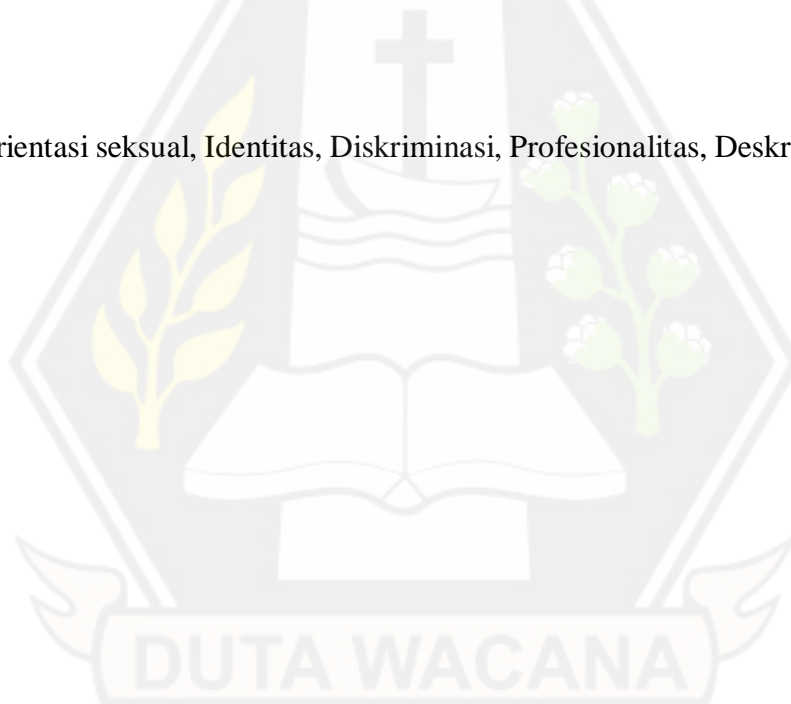 rientasi seksual, Identitas, Diskriminasi, Profesionalitas, Deskr
DUTA WACANA